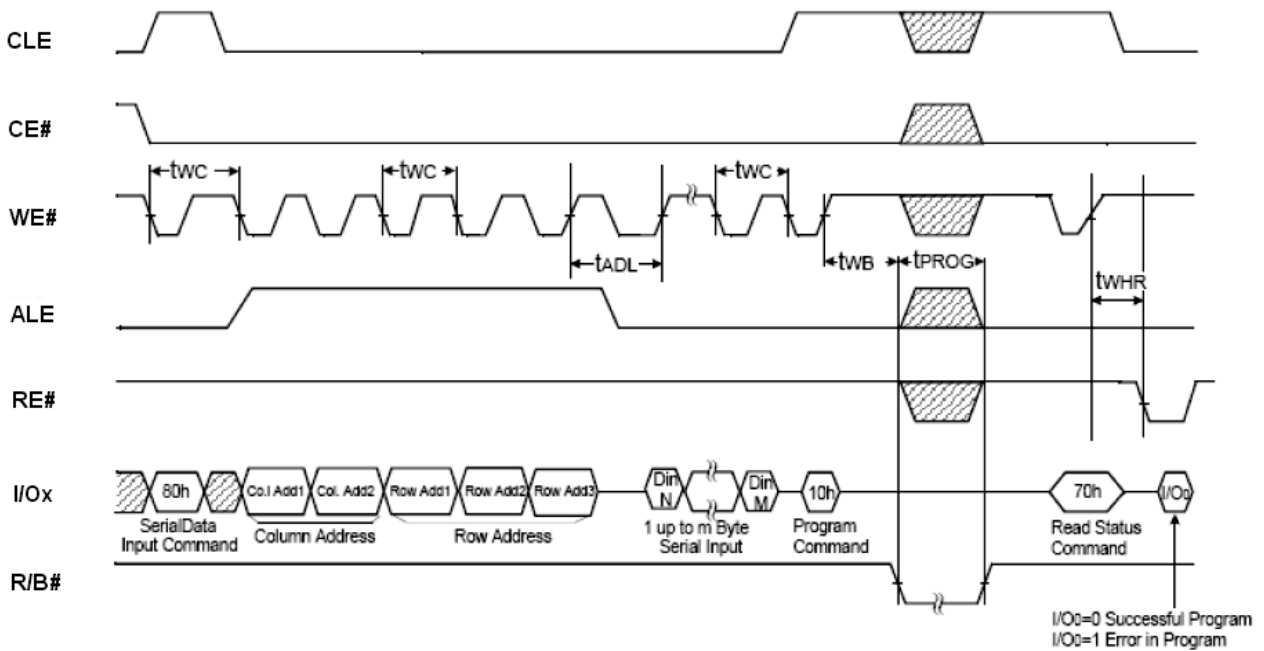 CLE
CE#
tWC
tWC
tWC
WE#
tADL
tWB
tPROG
tWHR
ALE
RE#
I/Ox
80h
Co.l Add1
Col. Add2
Row Add1
Row Add2
Row Add3
Din
N
Din
M
10h
70h
I/O0
SerialData
Input Command
Column Address
Row Address
1 up to m Byte
Serial Input
Program
Command
Read Status
Command
R/B#
I/O0=0 Successful Program
I/O0=1 Error in Program